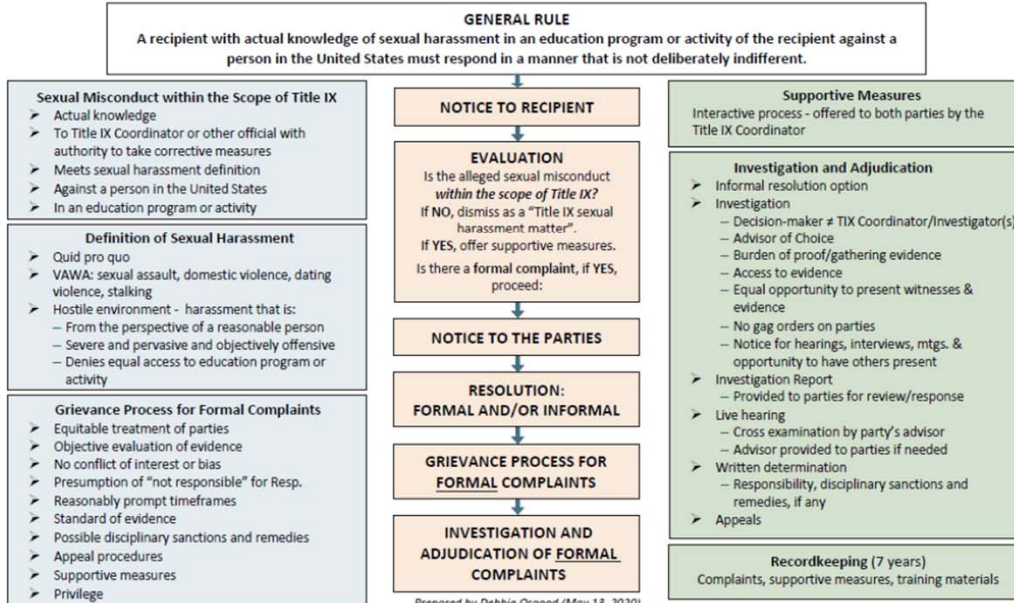 GENERAL RULE
A recipient with actual knowledge of sexual harassment in an education program or activity of the recipient against a
person in the United States must respond in a manner that is not deliberately indifferent.
Sexual Misconduct within the Scope of Title IX
➤ Actual knowledge
➤ To Title IX Coordinator or other official with
authority to take corrective measures
➤ Meets sexual harassment definition
➤ Against a person in the United States
➤ In an education program or activity
Definition of Sexual Harassment
➤ Quid pro quo
➤ VAWA: sexual assault, domestic violence, dating
violence, stalking
➤ Hostile environment - harassment that is:
– From the perspective of a reasonable person
– Severe and pervasive and objectively offensive
– Denies equal access to education program or
activity
Grievance Process for Formal Complaints
➤ Equitable treatment of parties
➤ Objective evaluation of evidence
➤ No conflict of interest or bias
➤ Presumption of "not responsible" for Resp.
➤ Reasonably prompt timeframes
➤ Standard of evidence
➤ Possible disciplinary sanctions and remedies
➤ Appeal procedures
➤ Supportive measures
➤ Privilege
NOTICE TO RECIPIENT
EVALUATION
Is the alleged sexual misconduct
within the scope of Title IX?
If NO, dismiss as a "Title IX sexual
harassment matter".
If YES, offer supportive measures.
Is there a formal complaint, if YES,
proceed:
NOTICE TO THE PARTIES
RESOLUTION:
FORMAL AND/OR INFORMAL
GRIEVANCE PROCESS FOR
FORMAL COMPLAINTS
INVESTIGATION AND
ADJUDICATION OF FORMAL
COMPLAINTS
Prepared by Debbie Osgood (May 13, 2020)
Supportive Measures
Interactive process - offered to both parties by the
Title IX Coordinator
Investigation and Adjudication
➤ Informal resolution option
➤ Investigation
– Decision-maker ≠ TIX Coordinator/Investigator(s)
– Advisor of Choice
– Burden of proof/gathering evidence
– Access to evidence
– Equal opportunity to present witnesses &
evidence
– No gag orders on parties
– Notice for hearings, interviews, mtgs. &
opportunity to have others present
➤ Investigation Report
– Provided to parties for review/response
➤ Live hearing
– Cross examination by party's advisor
– Advisor provided to parties if needed
➤ Written determination
– Responsibility, disciplinary sanctions and
remedies, if any
➤ Appeals
Recordkeeping (7 years)
Complaints, supportive measures, training materials